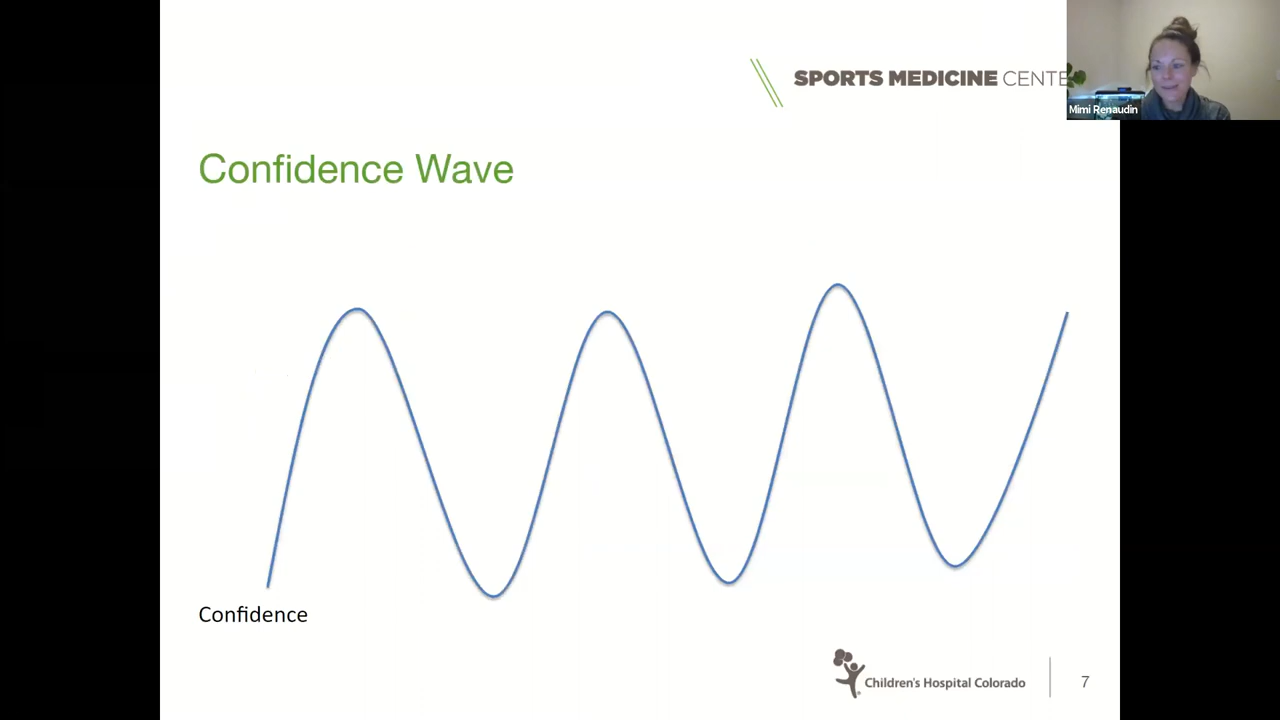 SPORTS MEDICINE CENTE
Mimi Renaudin
Confidence Wave
Confidence
Children's Hospital Colorado
7